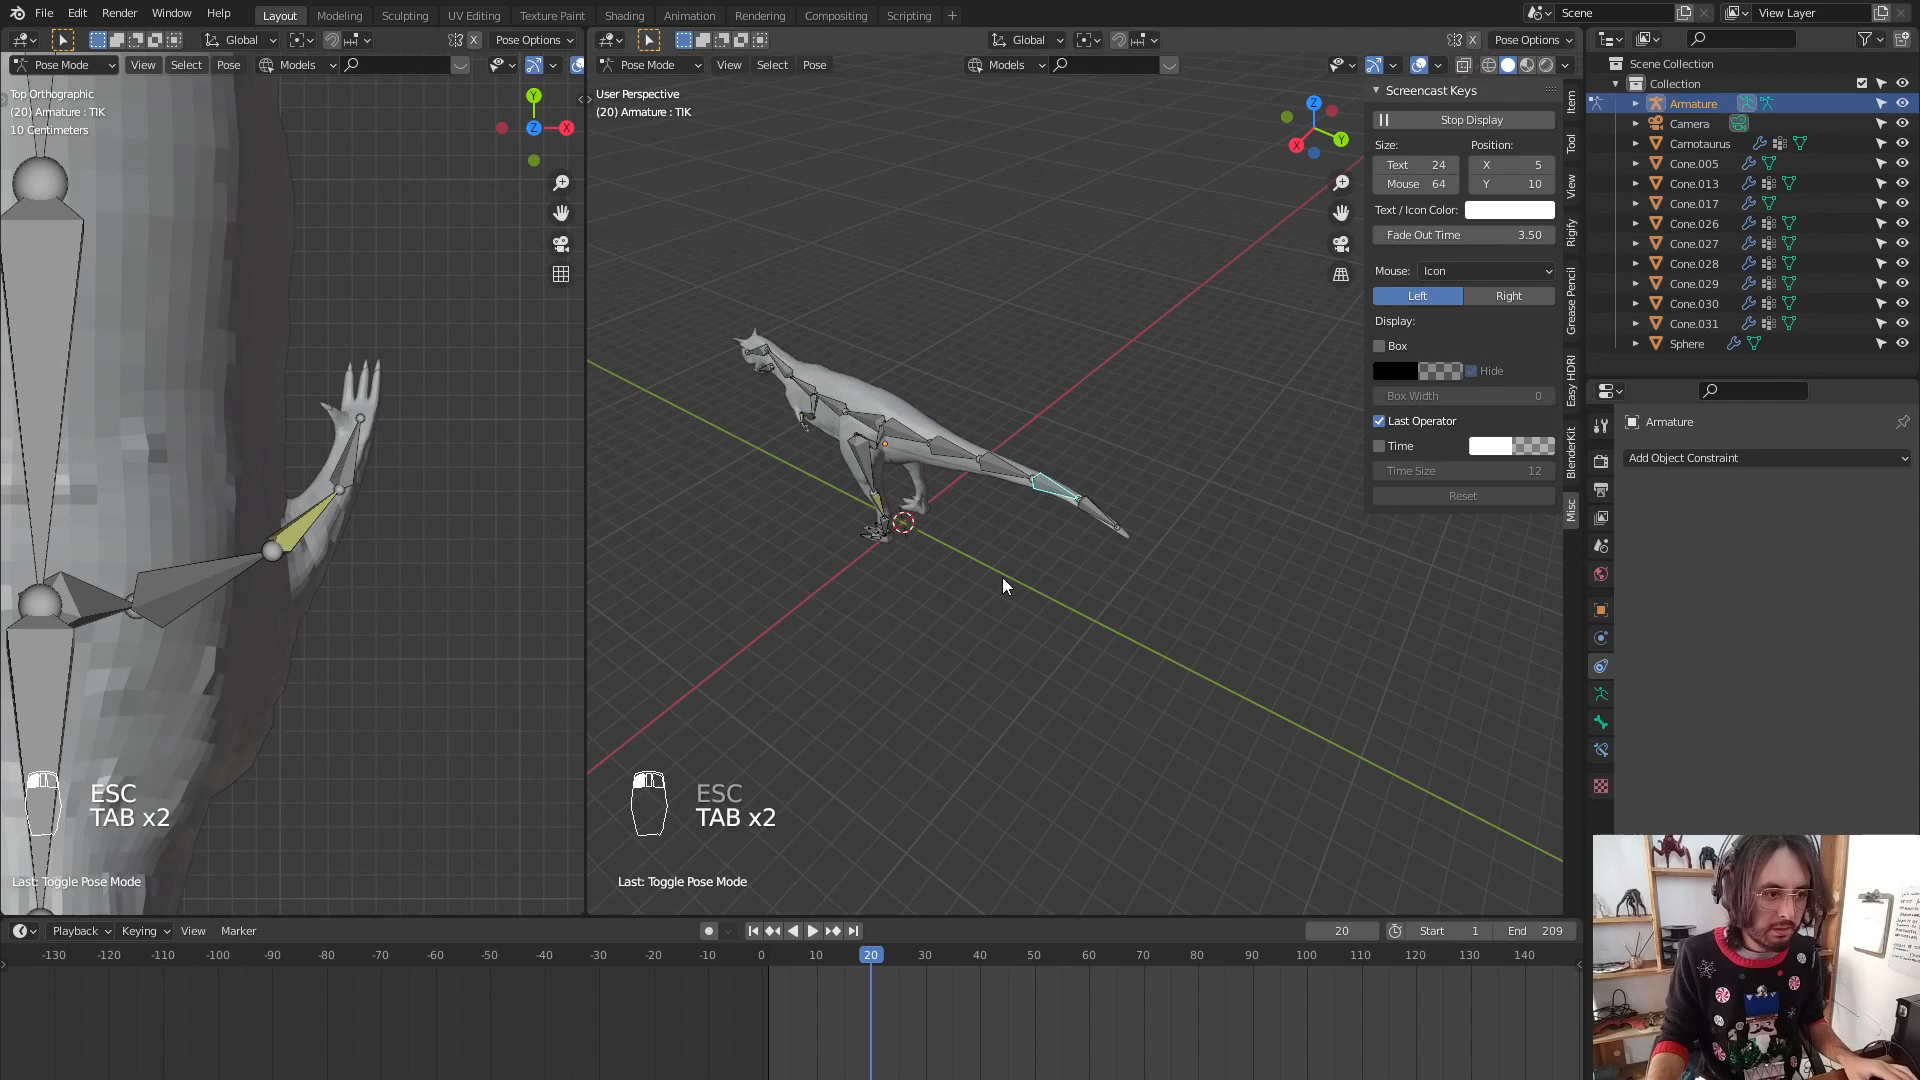 File Edit Render Window Help
Layout Modeling Sculpting UV Editing Texture Paint Shading Animation Rendering Compositing Scripting +
Scene
View Layer
Global
Pose Options
Pose Mode View Select Pose Models
Top Orthographic
(20) Armature : TIK
10 Centimeters
Y
Z
X
ESC
TAB x2
Last: Toggle Pose Mode
Global
X
Pose Options
Pose Mode View Select Pose Models
User Perspective
(20) Armature : TIK
Z
Y
X
ESC
TAB x2
Last: Toggle Pose Mode
Screencast Keys
Stop Display
Size: Position:
Text 24 X 5
Mouse 64 Y 10
Text / Icon Color:
Fade Out Time 3.50
Mouse: Icon
Left Right
Display:
Box
Hide
Box Width 0
Last Operator
Time
Time Size 12
Reset
Item
Tool
View
Rigify
Grease Pencil
Easy HDRI
BlenderKit
Misc
Scene Collection
Collection
Armature
Camera
Carnotaurus
Cone.005
Cone.013
Cone.017
Cone.026
Cone.027
Cone.028
Cone.029
Cone.030
Cone.031
Sphere
Armature
Add Object Constraint
Playback Keying View Marker
20 Start 1 End 209
-130 -120 -110 -100 -90 -80 -70 -60 -50 -40 -30 -20 -10 0 10 20 30 40 50 60 70 80 90 100 110 120 130 140